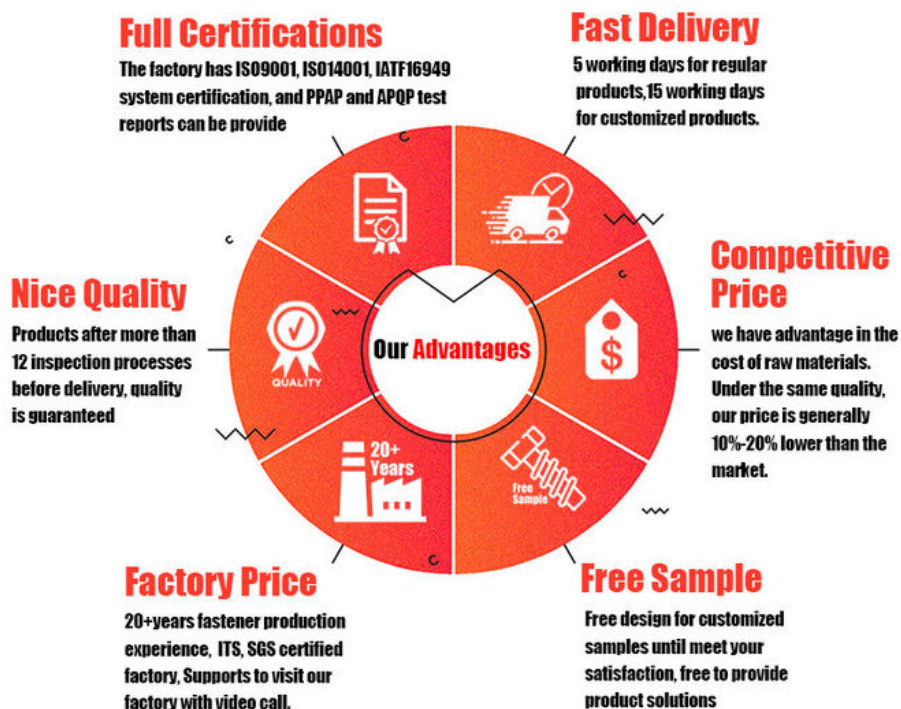 Full Certifications
The factory has ISO9001, ISO14001, IATF16949
system certification, and PPAP and APQP test
reports can be provide
Fast Delivery
5 working days for regular
products,15 working days
for customized products.
Nice Quality
Products after more than
12 inspection processes
before delivery, quality
is guaranteed
QUALITY
Our Advantages
$
Competitive
Price
we have advantage in the
cost of raw materials.
Under the same quality,
our price is generally
10%-20% lower than the
market.
20+
Years
Free
Sample
Factory Price
20+years fastener production
experience, ITS, SGS certified
factory, Supports to visit our
factory with video call.
Free Sample
Free design for customized
samples until meet your
satisfaction, free to provide
product solutions